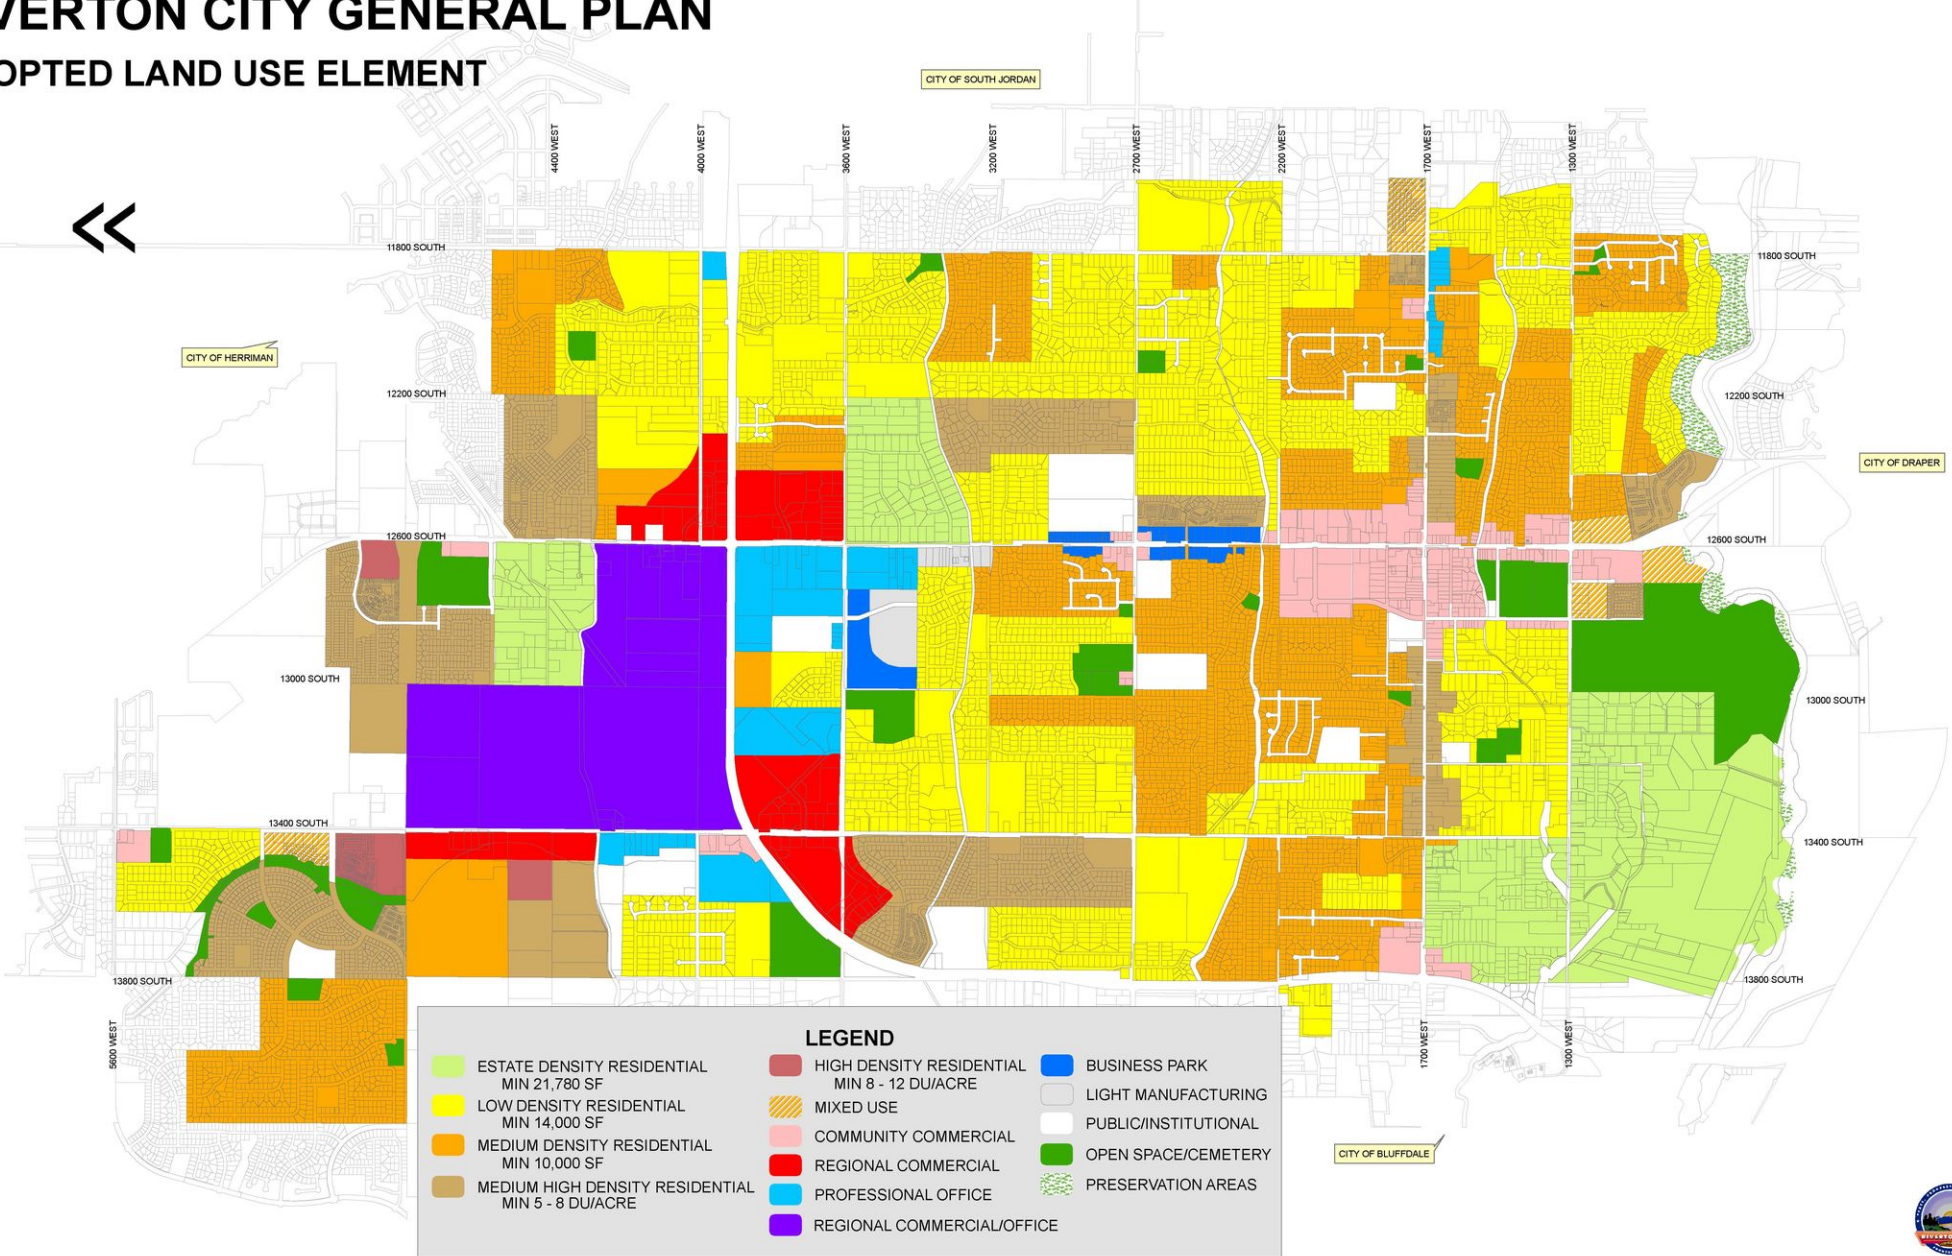 VERTON CITY GENERAL PLAN
OPTED LAND USE ELEMENT
CITY OF SOUTH JORDAN
4400 WEST
4000 WEST
3600 WEST
3200 WEST
2700 WEST
2200 WEST
1700 WEST
1300 WEST
11800 SOUTH
11800 SOUTH
CITY OF HERRIMAN
12200 SOUTH
12200 SOUTH
CITY OF DRAPER
12600 SOUTH
12600 SOUTH
13000 SOUTH
13000 SOUTH
13400 SOUTH
13400 SOUTH
13800 SOUTH
13800 SOUTH
5600 WEST
1700 WEST
1300 WEST
LEGEND
ESTATE DENSITY RESIDENTIAL
MIN 21,780 SF
LOW DENSITY RESIDENTIAL
MIN 14,000 SF
MEDIUM DENSITY RESIDENTIAL
MIN 10,000 SF
MEDIUM HIGH DENSITY RESIDENTIAL
MIN 5 - 8 DU/ACRE
HIGH DENSITY RESIDENTIAL
MIN 8 - 12 DU/ACRE
MIXED USE
COMMUNITY COMMERCIAL
REGIONAL COMMERCIAL
PROFESSIONAL OFFICE
REGIONAL COMMERCIAL/OFFICE
BUSINESS PARK
LIGHT MANUFACTURING
PUBLIC/INSTITUTIONAL
OPEN SPACE/CEMETERY
PRESERVATION AREAS
CITY OF BLUFFDALE